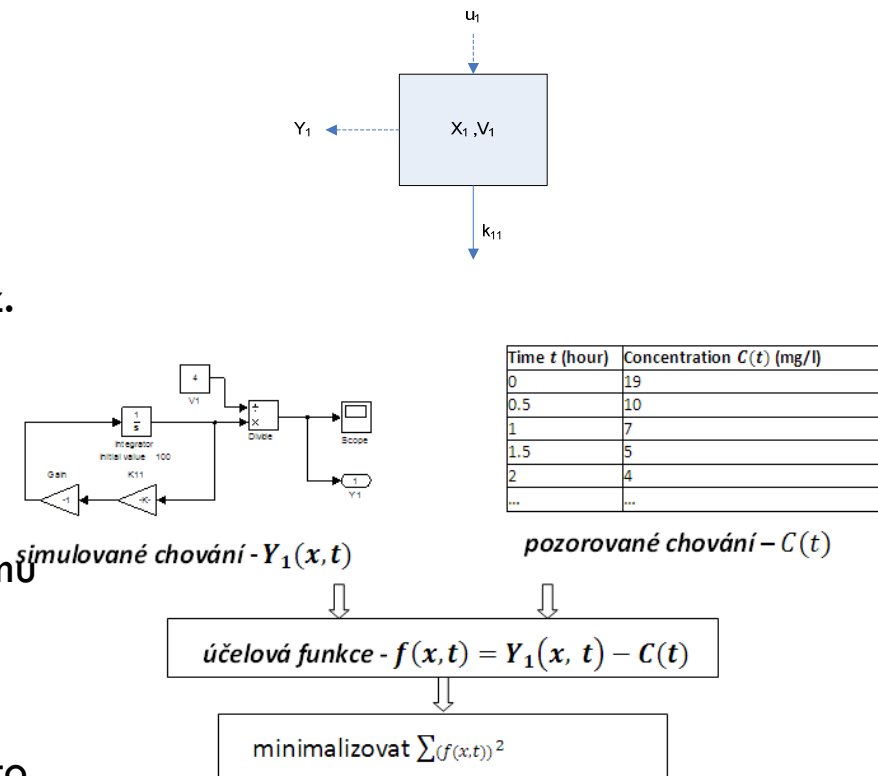 u₁
Y₁
X₁ ,V₁
k₁₁
.
4
V1
÷
×
Divide
1
s
Integrator
Initial value 100
Scope
1
Y1
Gain
K11
-1
-K-
Time t (hour) Concentration C(t) (mg/l)
0 19
0.5 10
1 7
1.5 5
2 4
... ...
simulované chování - Y₁(x,t)
pozorované chování – C(t)
mu
účelová funkce - f(x,t) = Y₁(x, t) − C(t)
minimalizovat ∑(f(x,t))²